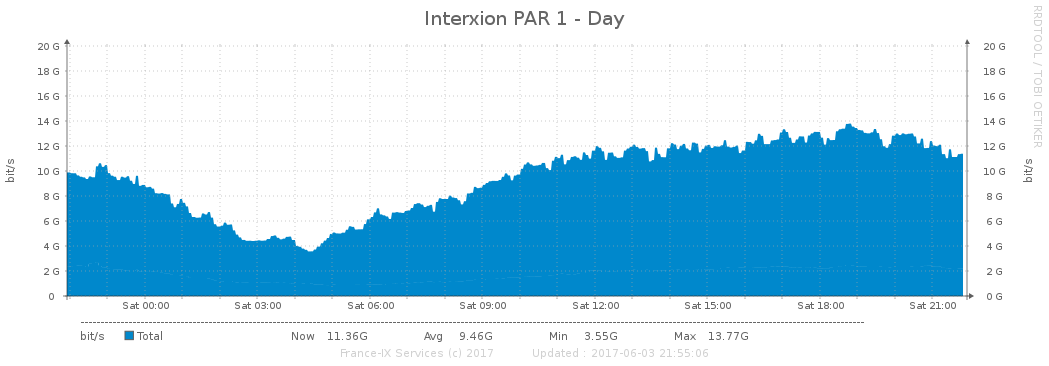 Interxion PAR 1 - Day
RRDTOOL / TOBI OETIKER
bit/s
20 G 20 G
18 G 18 G
16 G 16 G
14 G 14 G
12 G 12 G
10 G 10 G
8 G 8 G
6 G 6 G
4 G 4 G
2 G 2 G
0 0 G
bit/s
Sat 00:00 Sat 03:00 Sat 06:00 Sat 09:00 Sat 12:00 Sat 15:00 Sat 18:00 Sat 21:00
bit/s Total Now 11.36G Avg 9.46G Min 3.55G Max 13.77G
France-IX Services (c) 2017 Updated : 2017-06-03 21:55:06